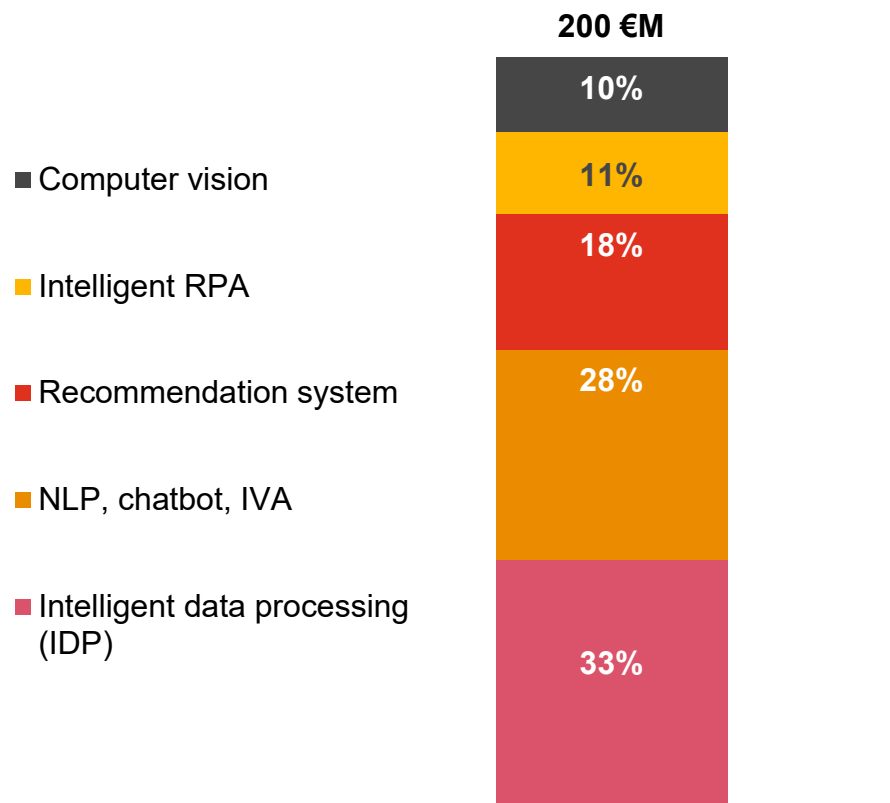 200 €M
10%
Computer vision
11%
18%
Intelligent RPA
28%
Recommendation system
NLP, chatbot, IVA
Intelligent data processing
(IDP)
33%